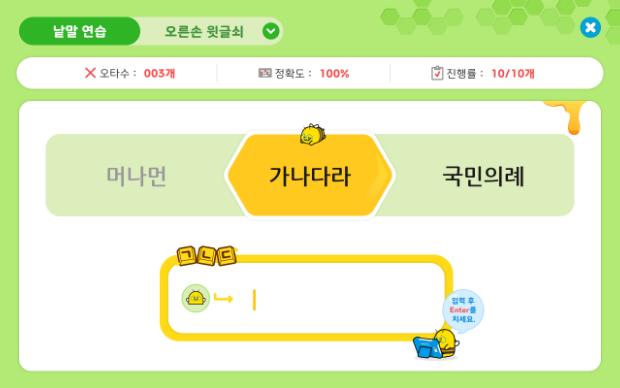 낱말 연습
오른손 윗글쇠
오타수 : 003개
정확도 : 100%
진행률 : 10/10개
머나먼
가나다라
국민의례
ㄱㄴㄷ
입력 후
Enter를
치세요.